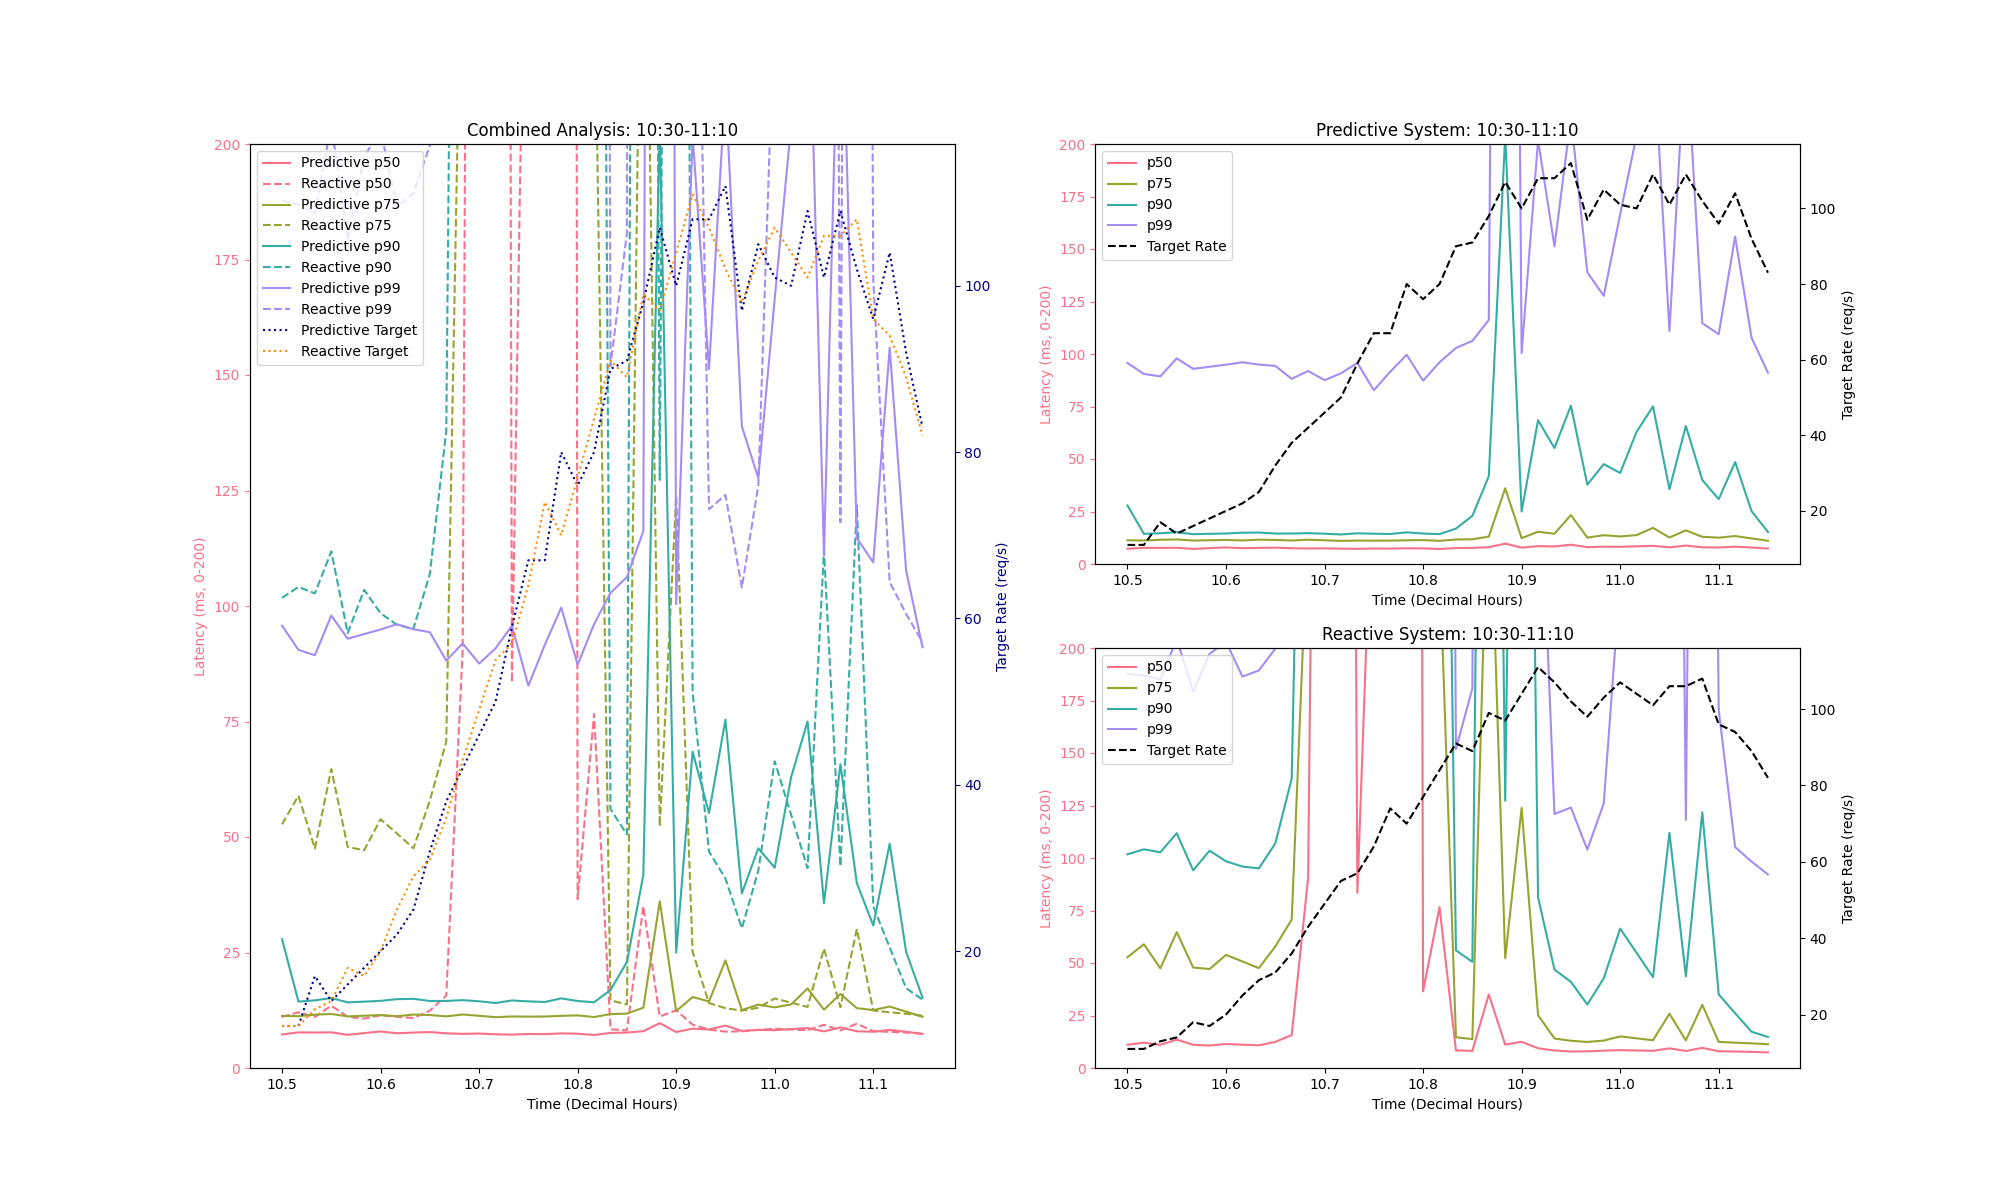 Combined Analysis: 10:30-11:10
200
175
150
125
100
75
50
25
0
Latency (ms, 0-200)
Predictive p50
Reactive p50
Predictive p75
Reactive p75
Predictive p90
Reactive p90
Predictive p99
Reactive p99
Predictive Target
Reactive Target
100
80
60
40
20
Target Rate (req/s)
10.5 10.6 10.7 10.8 10.9 11.0 11.1
Time (Decimal Hours)
Predictive System: 10:30-11:10
200
175
150
125
100
75
50
25
0
Latency (ms, 0-200)
p50
p75
p90
p99
Target Rate
100
80
60
40
20
Target Rate (req/s)
10.5 10.6 10.7 10.8 10.9 11.0 11.1
Time (Decimal Hours)
Reactive System: 10:30-11:10
200
175
150
125
100
75
50
25
0
Latency (ms, 0-200)
p50
p75
p90
p99
Target Rate
100
80
60
40
20
Target Rate (req/s)
10.5 10.6 10.7 10.8 10.9 11.0 11.1
Time (Decimal Hours)